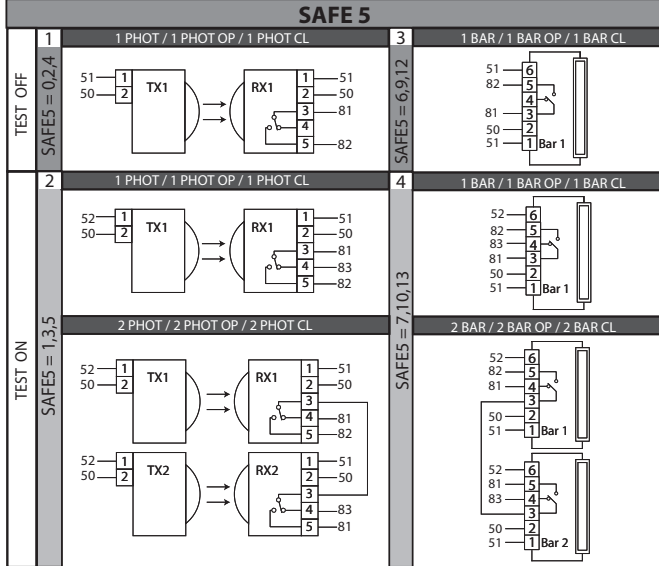 SAFE 5
TEST OFF
SAFE5 = 0,2,4
1
1 PHOT / 1 PHOT OP / 1 PHOT CL
51 1
50 2
TX1
RX1
1 51
2 50
3 81
4
5 82
SAFE5 = 6,9,12
3
1 BAR / 1 BAR OP / 1 BAR CL
51 6
82 5
4
81 3
50 2
51 1 Bar 1
TEST ON
SAFE5 = 1,3,5
2
1 PHOT / 1 PHOT OP / 1 PHOT CL
52 1
50 2
TX1
RX1
1 51
2 50
3 81
4 83
5 82
2 PHOT / 2 PHOT OP / 2 PHOT CL
52 1
50 2
TX1
RX1
1 51
2 50
3
4 81
5 82
52 1
50 2
TX2
RX2
1 51
2 50
3
4 83
5 81
SAFE5 = 7,10,13
4
1 BAR / 1 BAR OP / 1 BAR CL
52 6
82 5
83 4
81 3
50 2
51 1 Bar 1
2 BAR / 2 BAR OP / 2 BAR CL
52 6
82 5
81 4
3
50 2
51 1 Bar 1
52 6
81 5
83 4
3
50 2
51 1 Bar 2